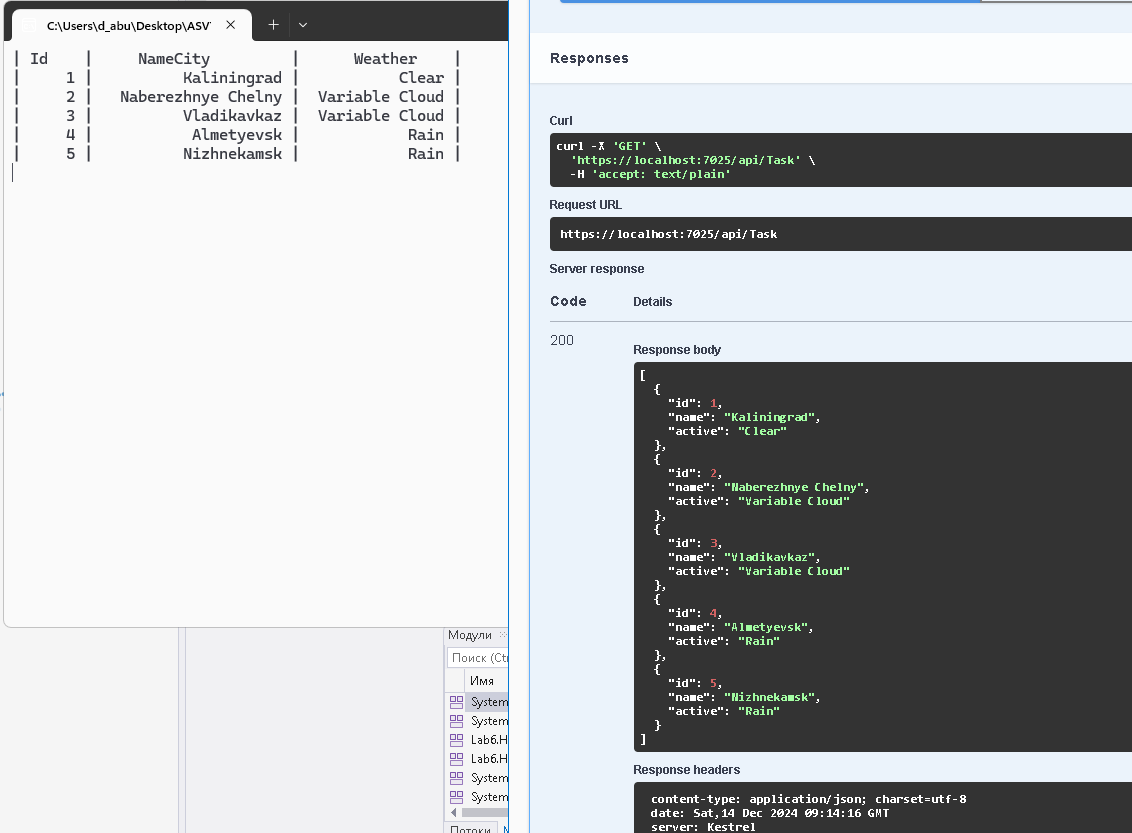 C:\Users\d_abu\Desktop\ASV
| Id | NameCity | Weather |
| 1 | Kaliningrad | Clear |
| 2 | Naberezhnye Chelny | Variable Cloud |
| 3 | Vladikavkaz | Variable Cloud |
| 4 | Almetyevsk | Rain |
| 5 | Nizhnekamsk | Rain |
Модули
Поиск (Ct
Имя
System
System
Lab6.H
Lab6.H
System
System
Потоки
Responses
Curl
curl -X 'GET' \
'https://localhost:7025/api/Task' \
-H 'accept: text/plain'
Request URL
https://localhost:7025/api/Task
Server response
Code Details
200
Response body
[
{
"id": 1,
"name": "Kaliningrad",
"active": "Clear"
},
{
"id": 2,
"name": "Naberezhnye Chelny",
"active": "Variable Cloud"
},
{
"id": 3,
"name": "Vladikavkaz",
"active": "Variable Cloud"
},
{
"id": 4,
"name": "Almetyevsk",
"active": "Rain"
},
{
"id": 5,
"name": "Nizhnekamsk",
"active": "Rain"
}
]
Response headers
content-type: application/json; charset=utf-8
date: Sat,14 Dec 2024 09:14:16 GMT
server: Kestrel